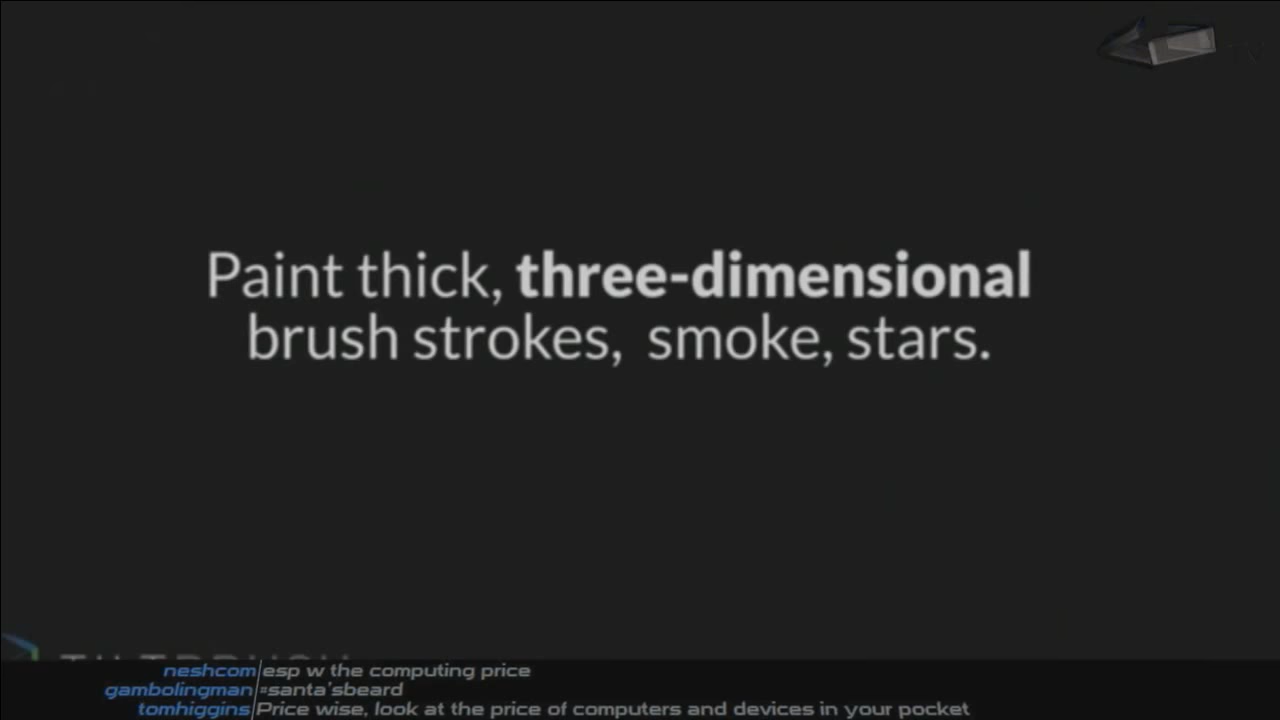 TV
Paint thick, three-dimensional
brush strokes, smoke, stars.
neshcom esp w the computing price
gambolingman =santa'sbeard
tomhiggins Price wise, look at the price of computers and devices in your pocket